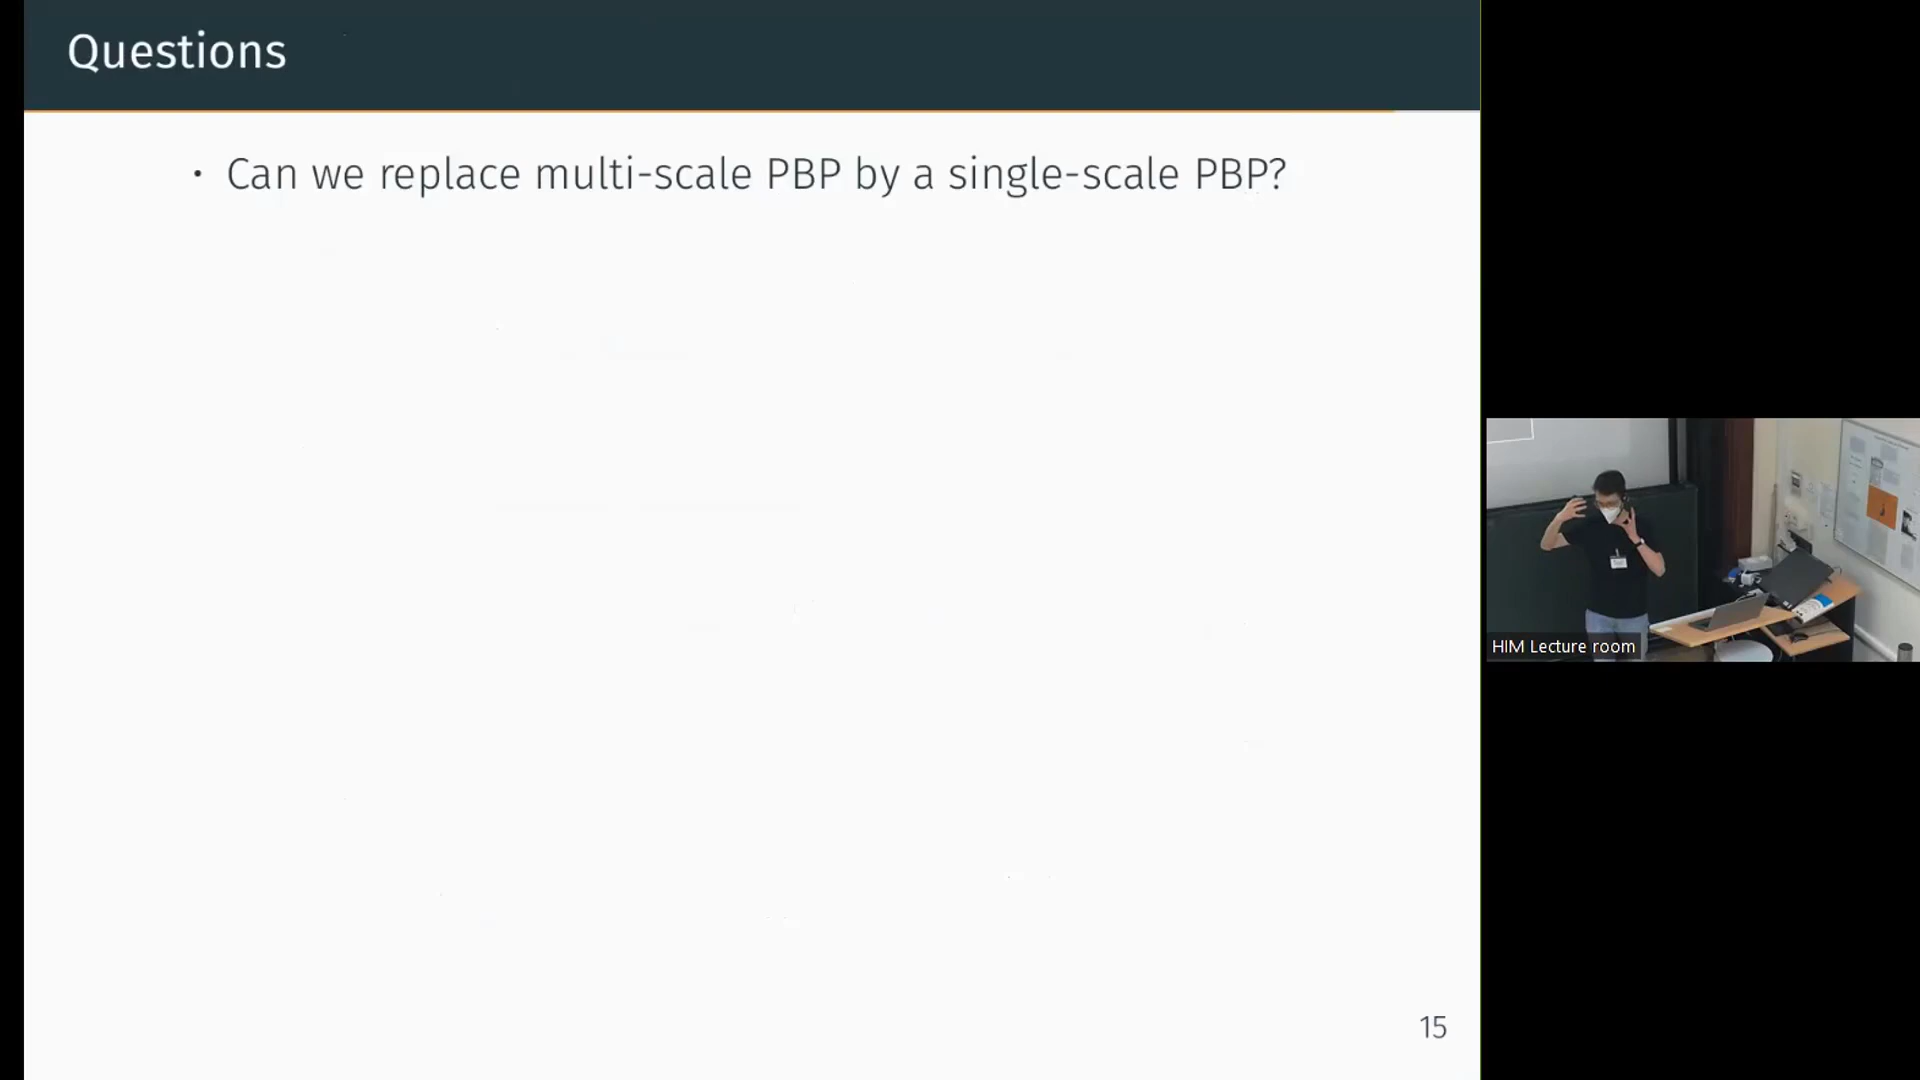 Questions
· Can we replace multi-scale PBP by a single-scale PBP?
15
HIM Lecture room